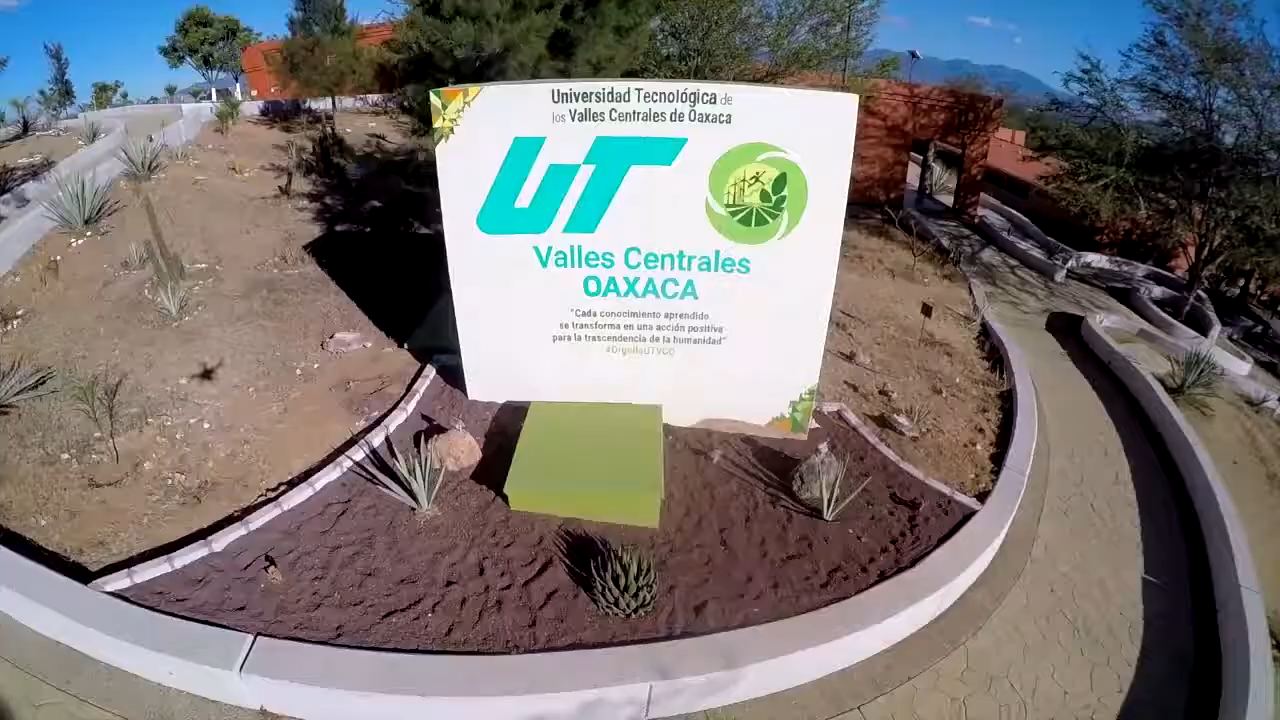 Universidad Tecnológica de
los Valles Centrales de Oaxaca
UT
Valles Centrales
OAXACA
"Cada conocimiento aprendido
se transforma en una acción positiva
para la trascendencia de la humanidad"
#OrgulloUTVCO